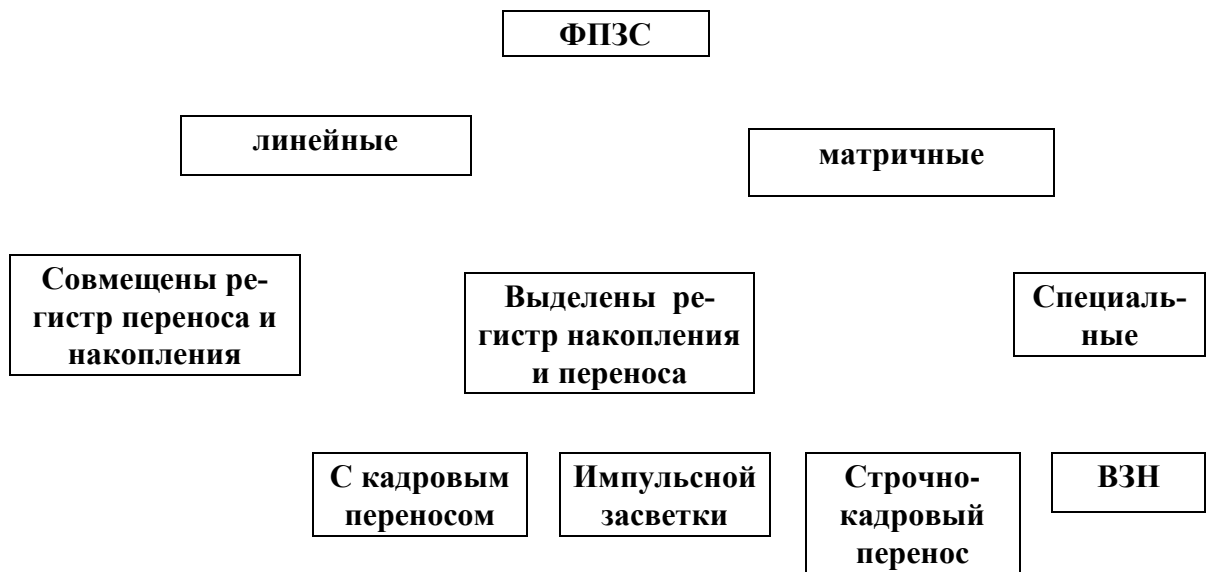 ФПЗС
линейные
матричные
Совмещены ре-
гистр переноса и
накопления
Выделены ре-
гистр накопления
и переноса
Специаль-
ные
С кадровым
переносом
Импульсной
засветки
Строчно-
кадровый
перенос
ВЗН